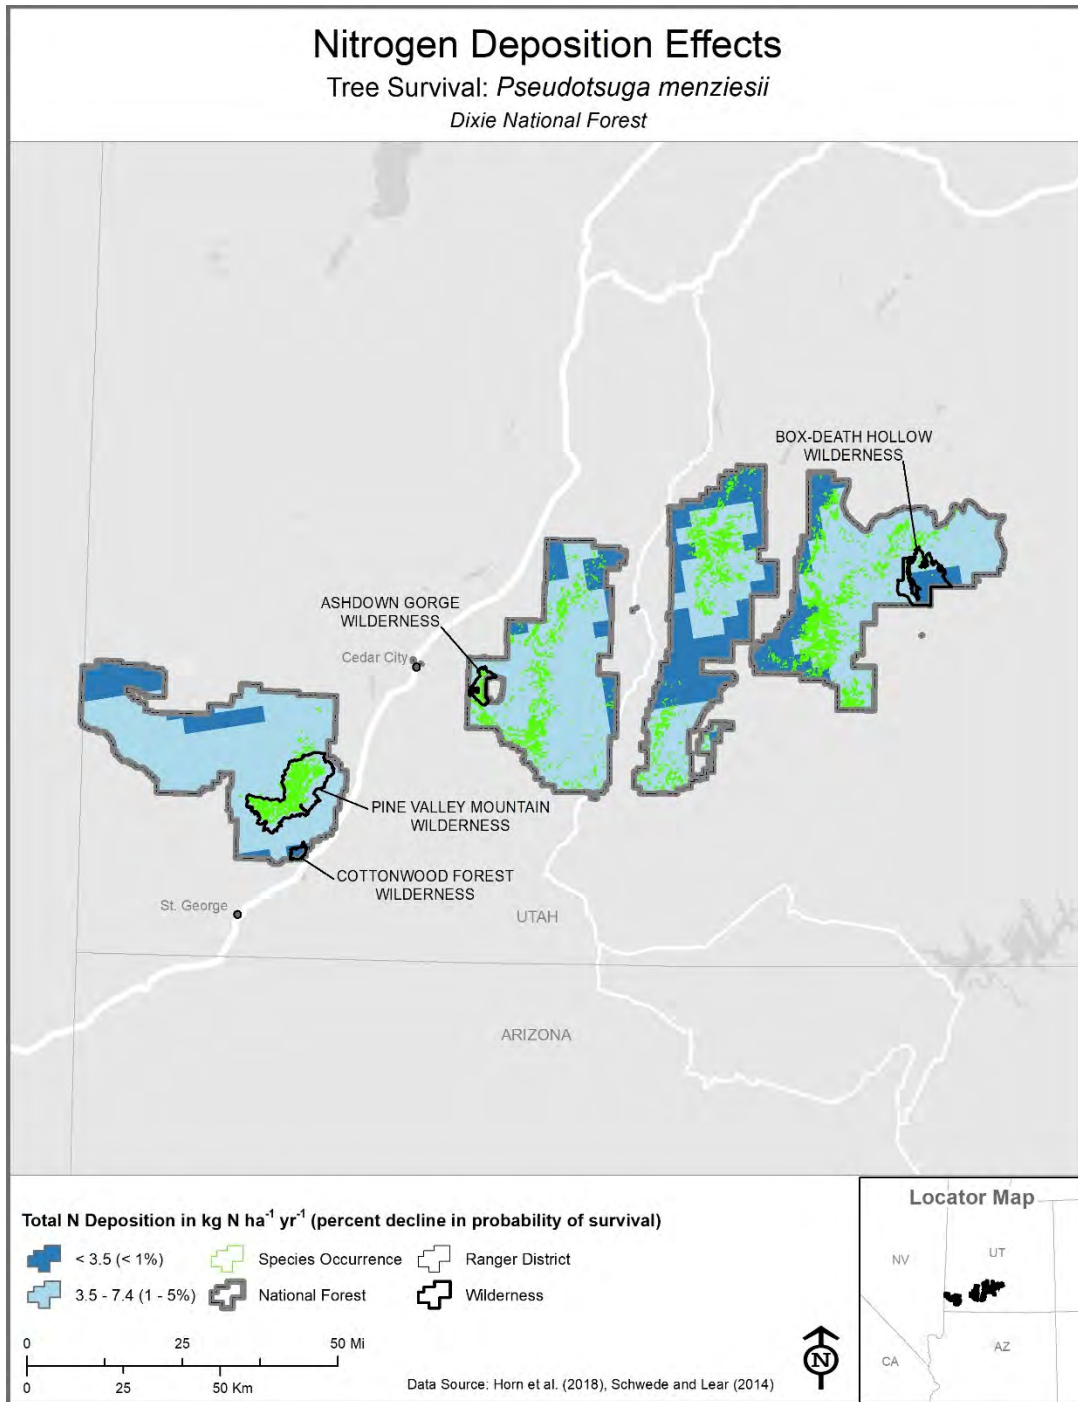 Nitrogen Deposition Effects
Tree Survival: Pseudotsuga menziesii
Dixie National Forest
BOX-DEATH HOLLOW
WILDERNESS
ASHDOWN GORGE
WILDERNESS
Cedar City
PINE VALLEY MOUNTAIN
WILDERNESS
COTTONWOOD FOREST
WILDERNESS
St. George
UTAH
ARIZONA
Total N Deposition in kg N ha⁻¹ yr⁻¹ (percent decline in probability of survival)
< 3.5 (< 1%) Species Occurrence Ranger District
3.5 - 7.4 (1 - 5%) National Forest Wilderness
0 25 50 Mi
0 25 50 Km
N
Data Source: Horn et al. (2018), Schwede and Lear (2014)
Locator Map
NV UT
CA AZ